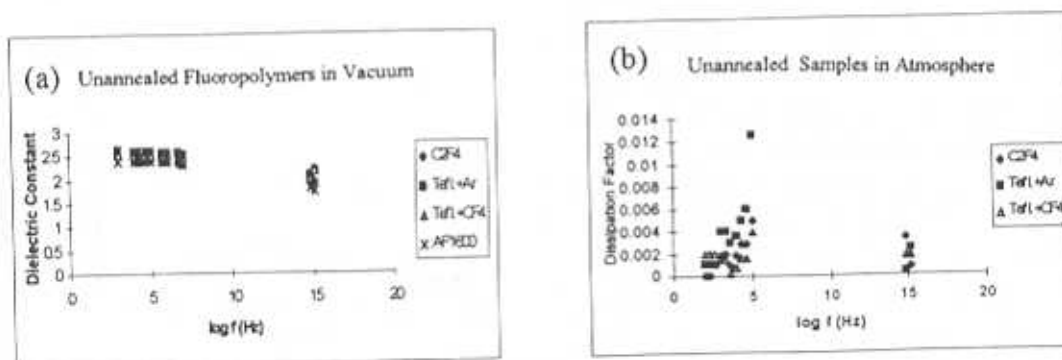 (a) Unannealed Fluoropolymers in Vacuum
Dielectric Constant
3
2.5
2
1.5
1
0.5
0
0 5 10 15 20
log f (Hz)
C2F4
Tefl.+Ar
Tefl.+CF4
(b) Unannealed Samples in Atmosphere
Dissipation Factor
0.014
0.012
0.01
0.008
0.006
0.004
0.002
0
0 5 10 15 20
log f (Hz)
C2F4
Tefl.+Ar
Tefl.+CF4